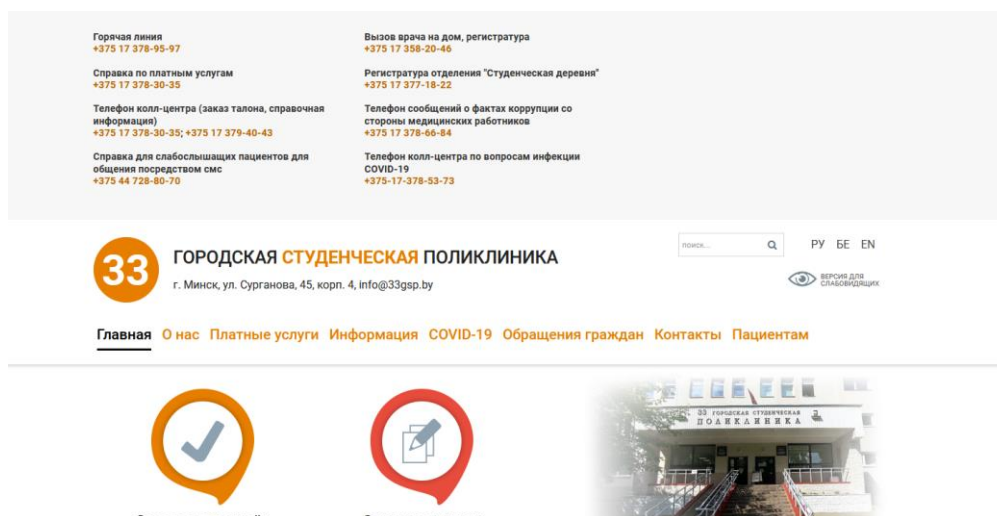 Горячая линия
+375 17 378-95-97
Справка по платным услугам
+375 17 378-30-35
Телефон колл-центра (заказ талона, справочная
информация)
+375 17 378-30-35; +375 17 379-40-43
Справка для слабослышащих пациентов для
общения посредством смс
+375 44 728-80-70
Вызов врача на дом, регистратура
+375 17 358-20-46
Регистратура отделения "Студенческая деревня"
+375 17 377-18-22
Телефон сообщений о фактах коррупции со
стороны медицинских работников
+375 17 378-66-84
Телефон колл-центра по вопросам инфекции
COVID-19
+375-17-378-53-73
33
ГОРОДСКАЯ СТУДЕНЧЕСКАЯ ПОЛИКЛИНИКА
г. Минск, ул. Сурганова, 45, корп. 4, info@33gsp.by
поиск...
РУ БЕ EN
ВЕРСИЯ ДЛЯ
СЛАБОВИДЯЩИХ
Главная О нас Платные услуги Информация COVID-19 Обращения граждан Контакты Пациентам
33 ГОРОДСКАЯ СТУДЕНЧЕСКАЯ
ПОЛИКЛИНИКА